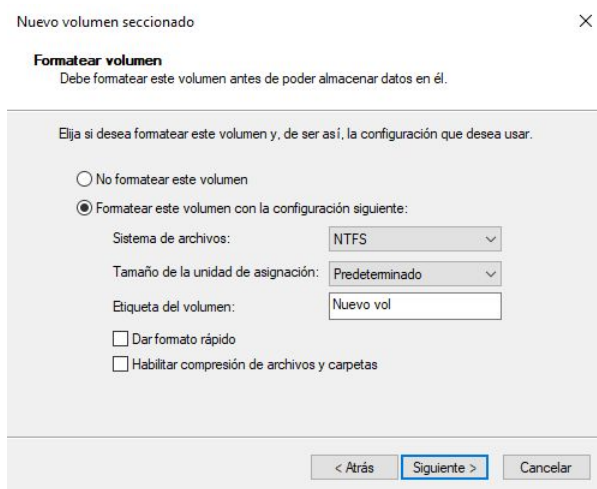 Nuevo volumen seccionado
Formatear volumen
Debe formatear este volumen antes de poder almacenar datos en él.
Elija si desea formatear este volumen y, de ser así, la configuración que desea usar.
No formatear este volumen
Formatear este volumen con la configuración siguiente:
Sistema de archivos: NTFS
Tamaño de la unidad de asignación: Predeterminado
Etiqueta del volumen: Nuevo vol
Dar formato rápido
Habilitar compresión de archivos y carpetas
< Atrás Siguiente > Cancelar